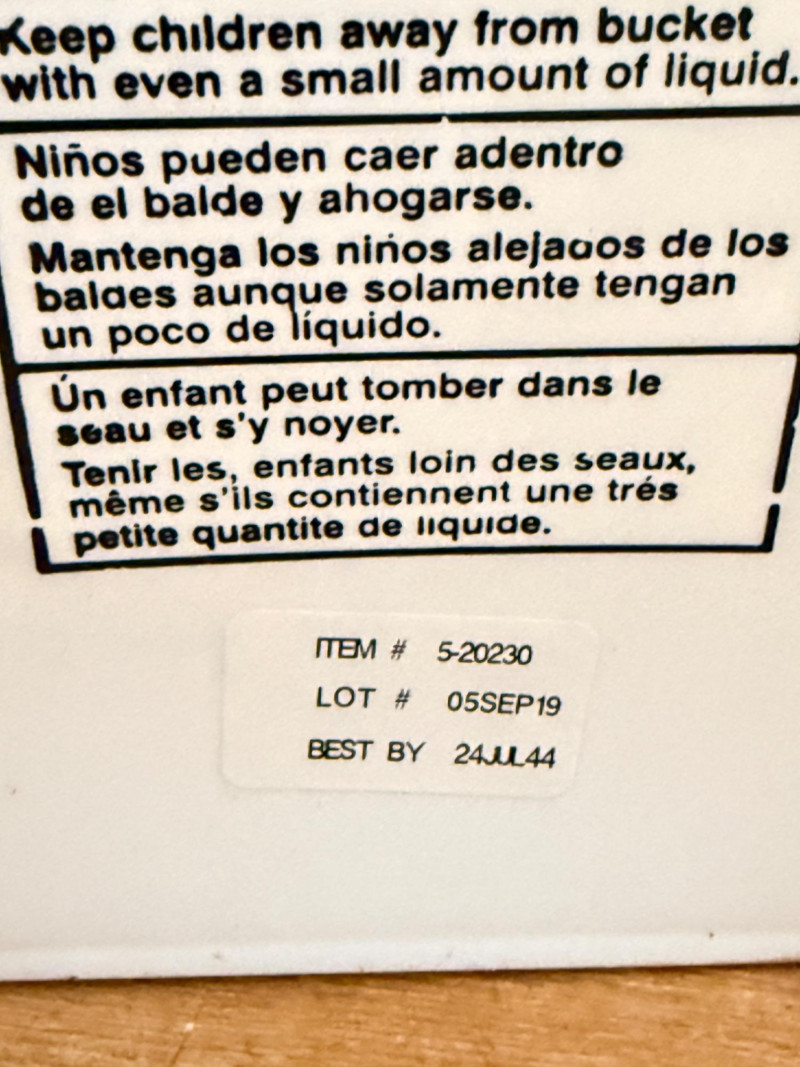 Keep children away from bucket
with even a small amount of liquid.
Niños pueden caer adentro
de el balde y ahogarse.
Mantenga los niños alejados de los
baldes aunque solamente tengan
un poco de líquido.
Ún enfant peut tomber dans le
seau et s'y noyer.
Tenir les, enfants loin des seaux,
même s'ils contiennent une trés
petite quantite de liquide.
ITEM # 5-20230
LOT # 05SEP19
BEST BY 24JUL44